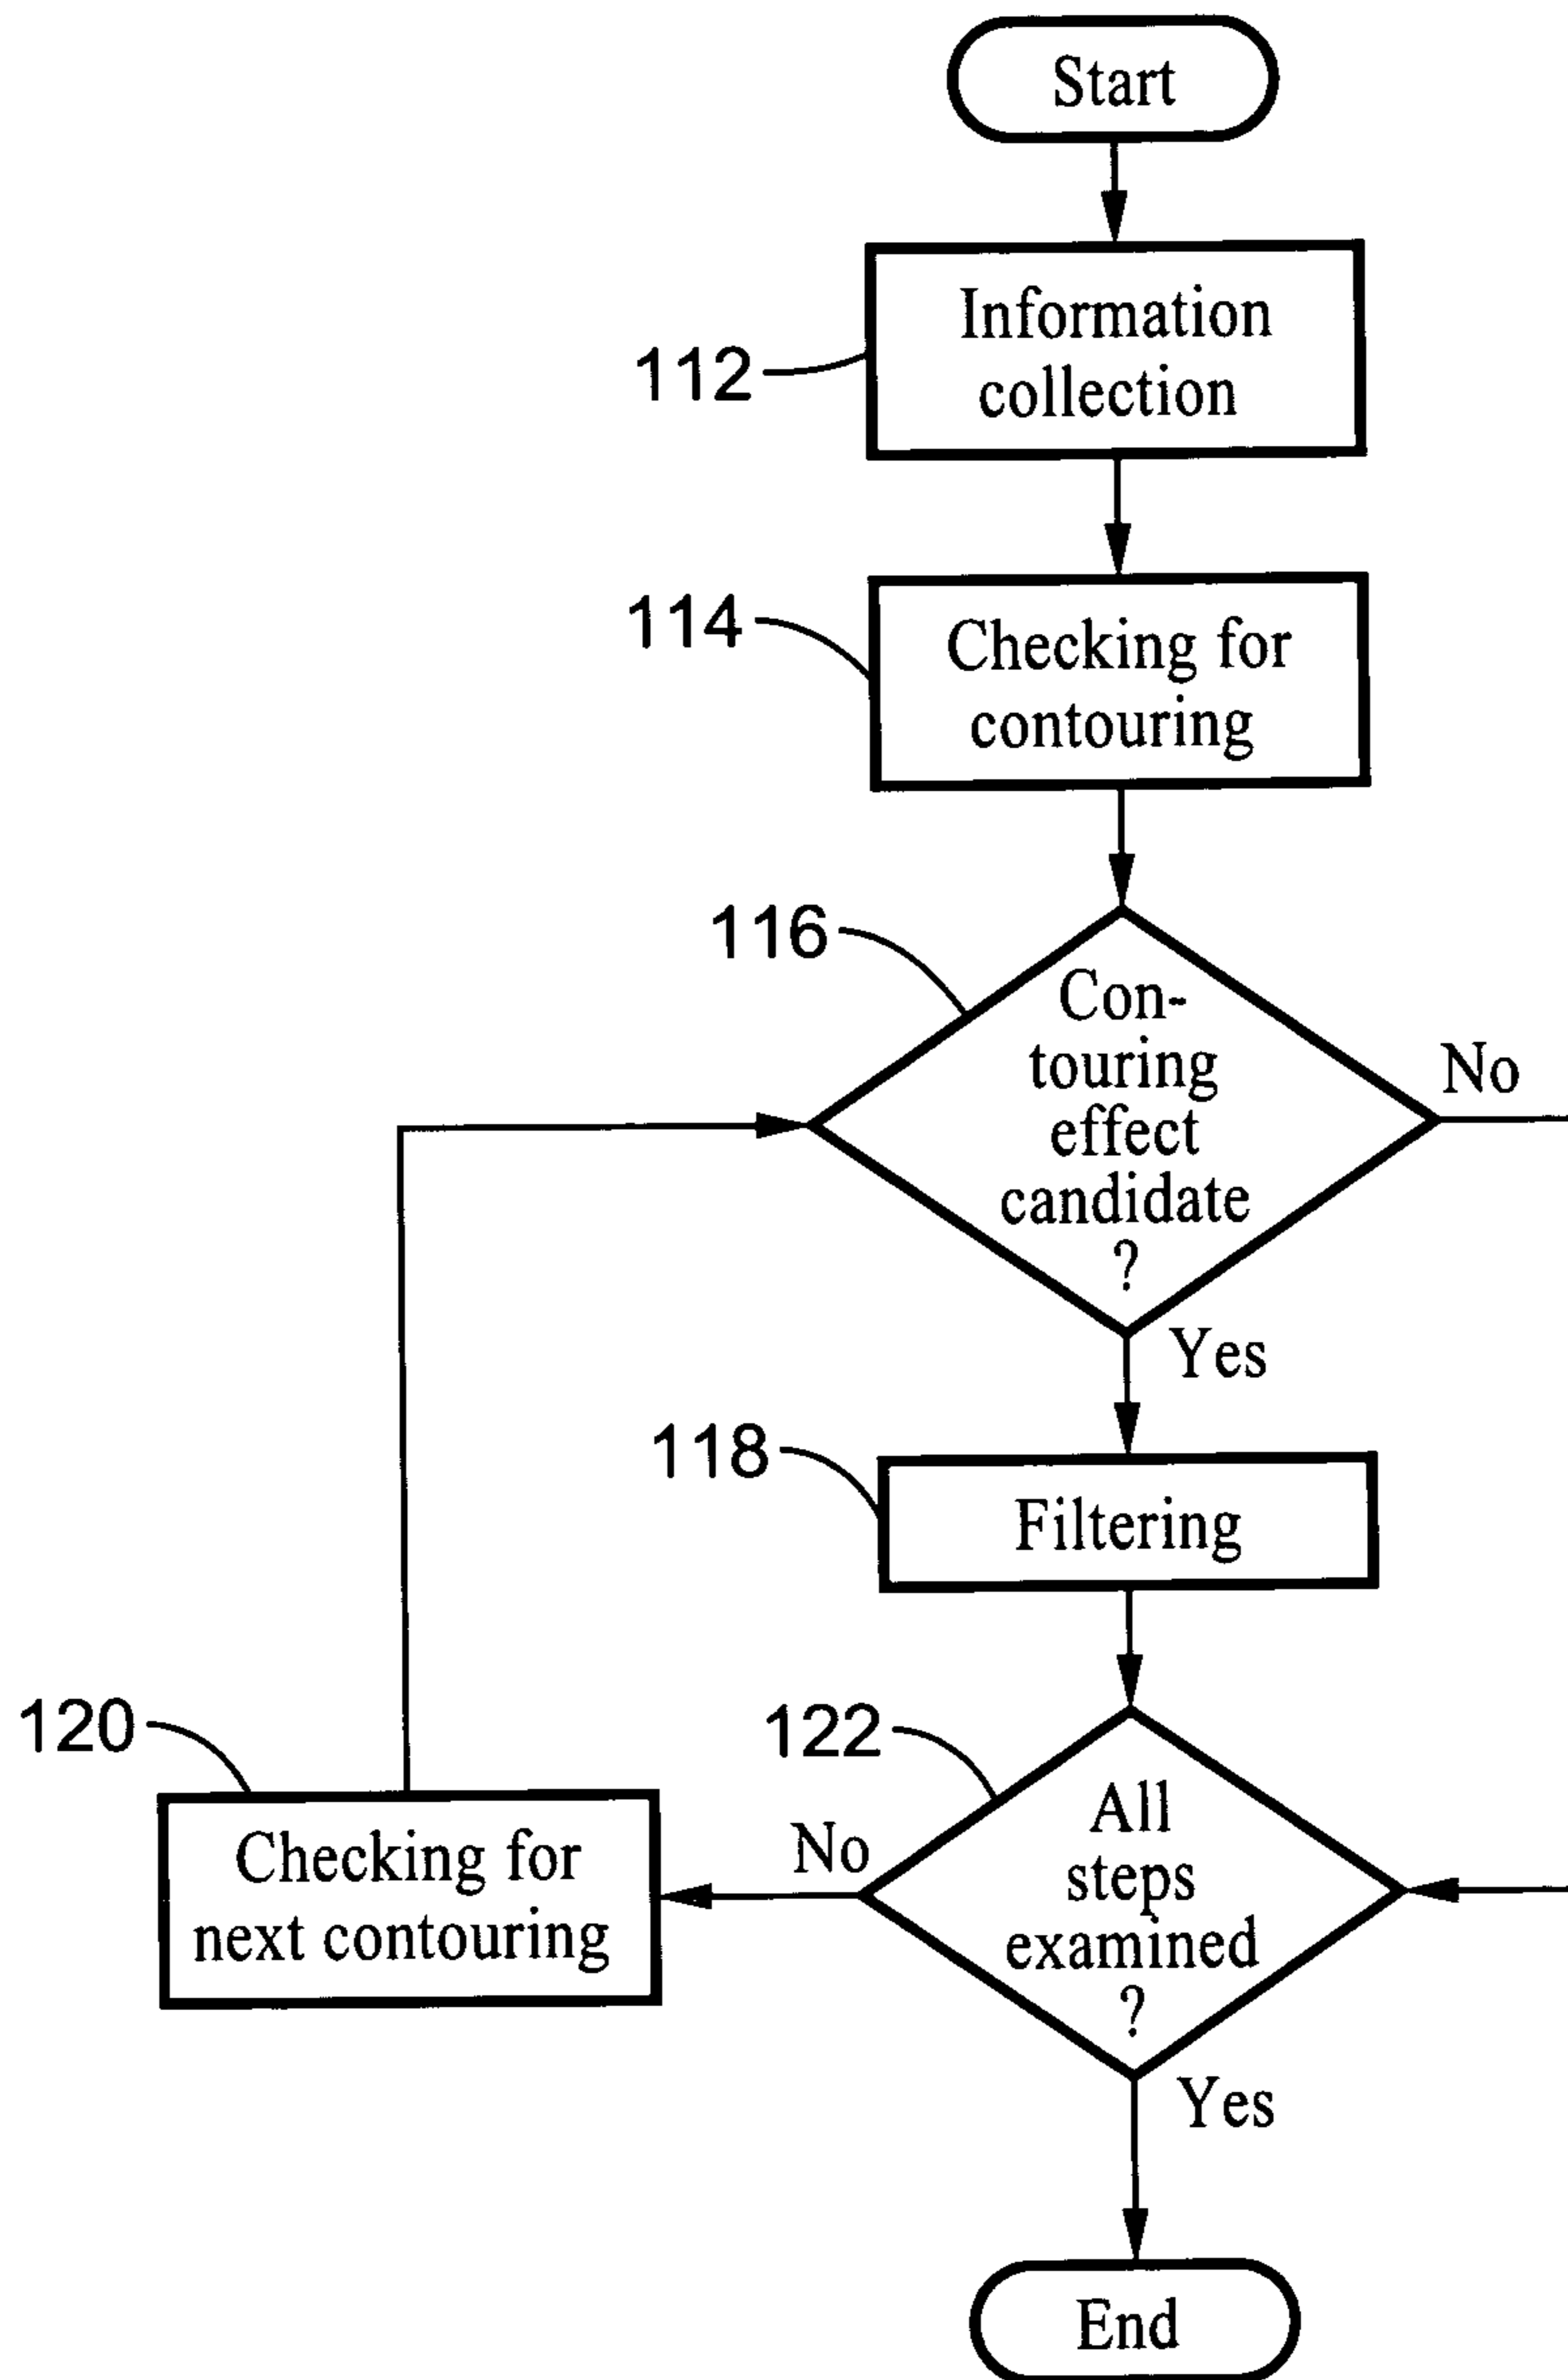 Start
Information
collection
112
114
Checking for
contouring
116
Con-
touring
effect
candidate
?
No
Yes
118
Filtering
120
122
Checking for
next contouring
No
All
steps
examined
?
Yes
End